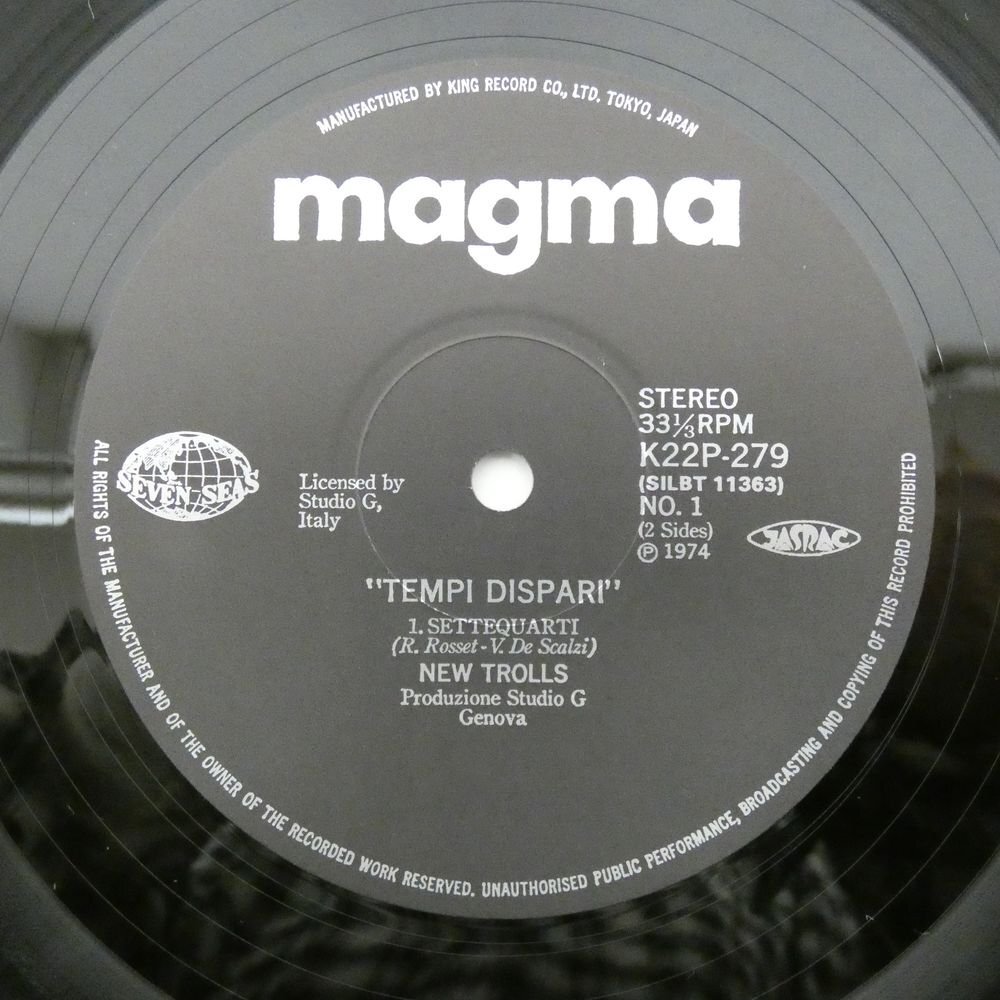 MANUFACTURED BY KING RECORD CO., LTD. TOKYO, JAPAN
magma
STEREO
33⅓RPM
K22P-279
(SILBT 11363)
NO. 1
(2 Sides)
Ⓟ 1974
JASRAC
SEVEN SEAS
Licensed by
Studio G,
Italy
"TEMPI DISPARI"
1. SETTEQUARTI
(R. Rosset - V. De Scalzi)
NEW TROLLS
Produzione Studio G
Genova
ALL RIGHTS OF THE MANUFACTURER AND OF THE OWNER OF THE RECORDED WORK RESERVED. UNAUTHORISED PUBLIC PERFORMANCE, BROADCASTING AND COPYING OF THIS RECORD PROHIBITED